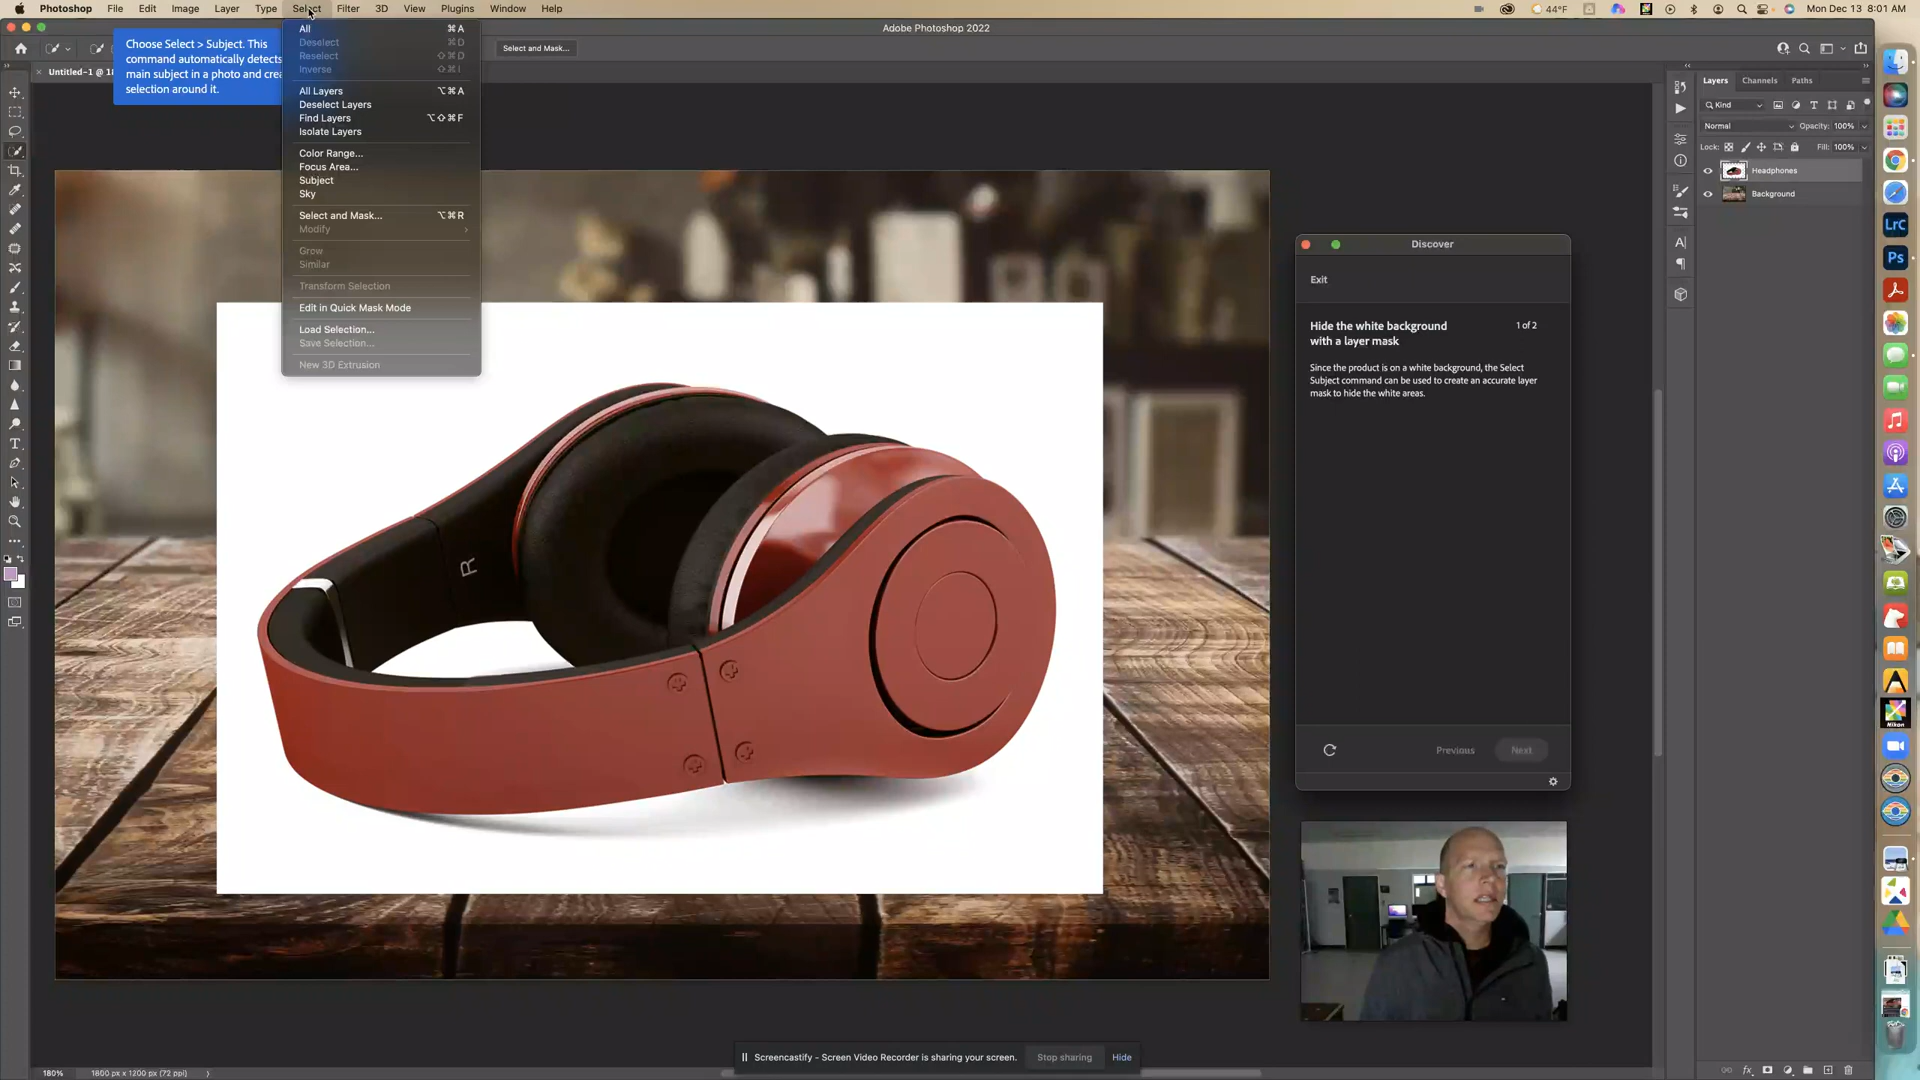 Photoshop File Edit Image Layer Type Select Filter 3D View Plugins Window Help 44°F Mon Dec 13 8:01 AM
Adobe Photoshop 2022
Select and Mask...
Untitled-1 @ 18
Choose Select > Subject. This
command automatically detects
main subject in a photo and crea
selection around it.
All ⌘A
Deselect ⌘D
Reselect ⇧⌘D
Inverse ⇧⌘I
All Layers ⌥⌘A
Deselect Layers
Find Layers ⌥⇧⌘F
Isolate Layers
Color Range...
Focus Area...
Subject
Sky
Select and Mask... ⌥⌘R
Modify
Grow
Similar
Transform Selection
Edit in Quick Mask Mode
Load Selection...
Save Selection...
New 3D Extrusion
R
Discover
Exit
Hide the white background 1 of 2
with a layer mask
Since the product is on a white background, the Select
Subject command can be used to create an accurate layer
mask to hide the white areas.
Previous Next
Layers Channels Paths
Kind
Normal Opacity: 100%
Lock: Fill: 100%
Headphones
Background
LrC
Ps
Nikon
Screencastify - Screen Video Recorder is sharing your screen. Stop sharing Hide
180% 1800 px x 1200 px (72 ppi)